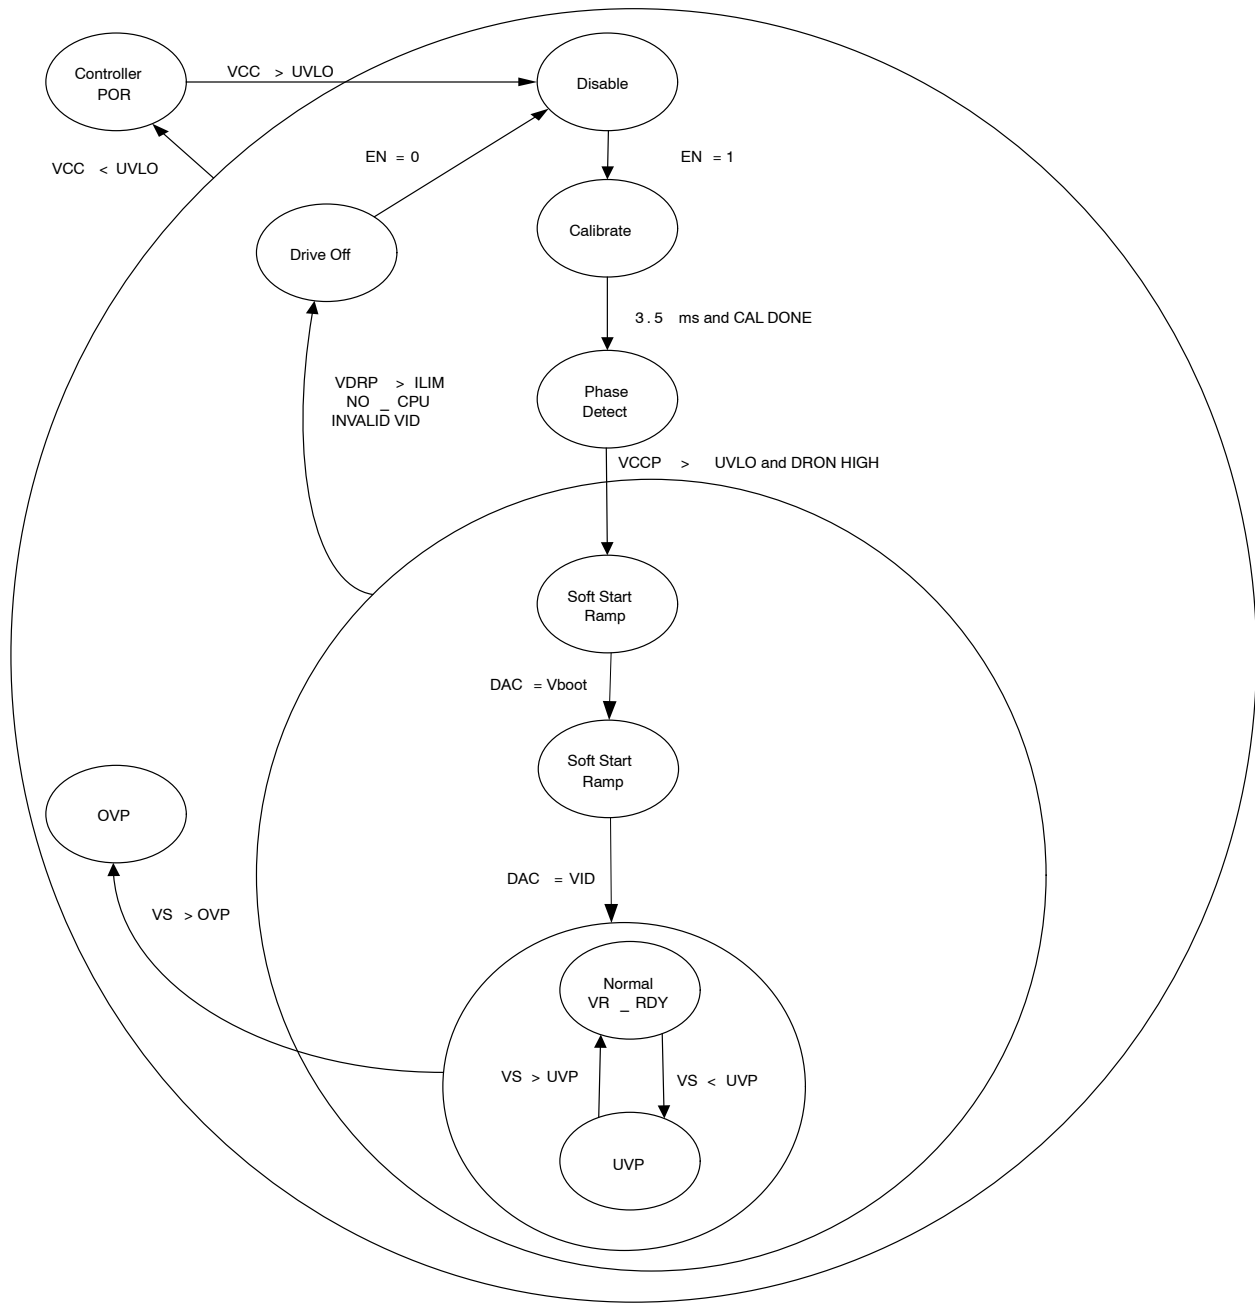 Controller
POR
VCC > UVLO
Disable
VCC < UVLO
EN = 0
EN = 1
Calibrate
Drive Off
3.5 ms and CAL DONE
VDRP > ILIM
NO _ CPU
INVALID VID
Phase
Detect
VCCP > UVLO and DRON HIGH
Soft Start
Ramp
DAC = Vboot
Soft Start
Ramp
OVP
DAC = VID
VS > OVP
Normal
VR _ RDY
VS > UVP
VS < UVP
UVP